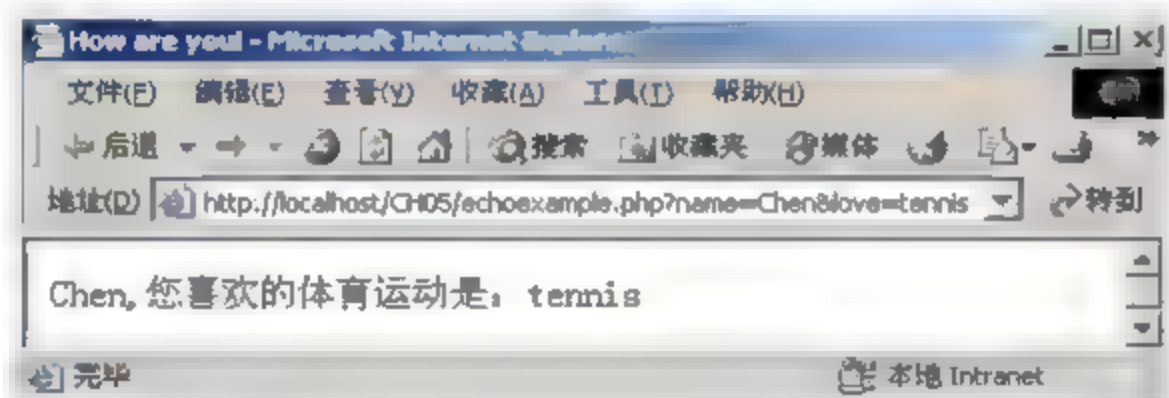 How are you! - Microsoft Internet Explorer
文件(F) 编辑(E) 查看(V) 收藏(A) 工具(T) 帮助(H)
后退 搜索 收藏夹 媒体 »
地址(D) http://localhost/CH05/echoexample.php?name=Chen&love=tennis 转到
Chen, 您喜欢的体育运动是: tennis
完毕 本地 Intranet